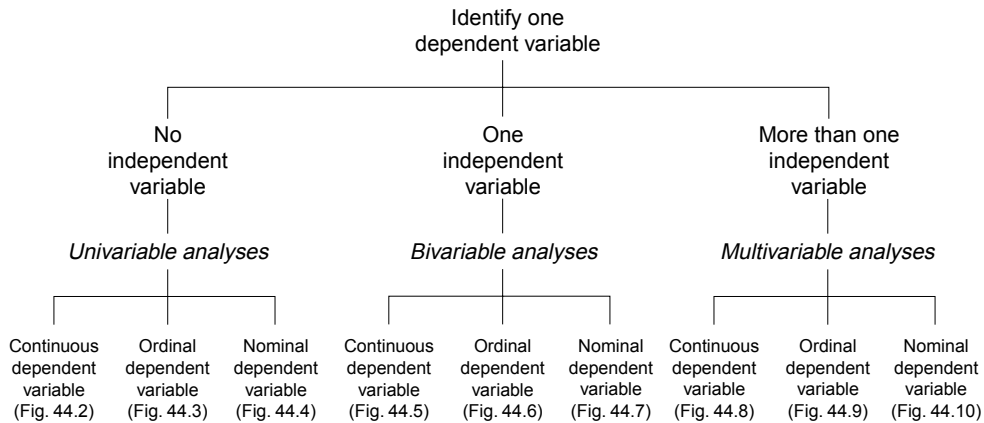 Identify one
dependent variable
No
independent
variable
One
independent
variable
More than one
independent
variable
Univariable analyses
Bivariable analyses
Multivariable analyses
Continuous
dependent
variable
(Fig. 44.2)
Ordinal
dependent
variable
(Fig. 44.3)
Nominal
dependent
variable
(Fig. 44.4)
Continuous
dependent
variable
(Fig. 44.5)
Ordinal
dependent
variable
(Fig. 44.6)
Nominal
dependent
variable
(Fig. 44.7)
Continuous
dependent
variable
(Fig. 44.8)
Ordinal
dependent
variable
(Fig. 44.9)
Nominal
dependent
variable
(Fig. 44.10)